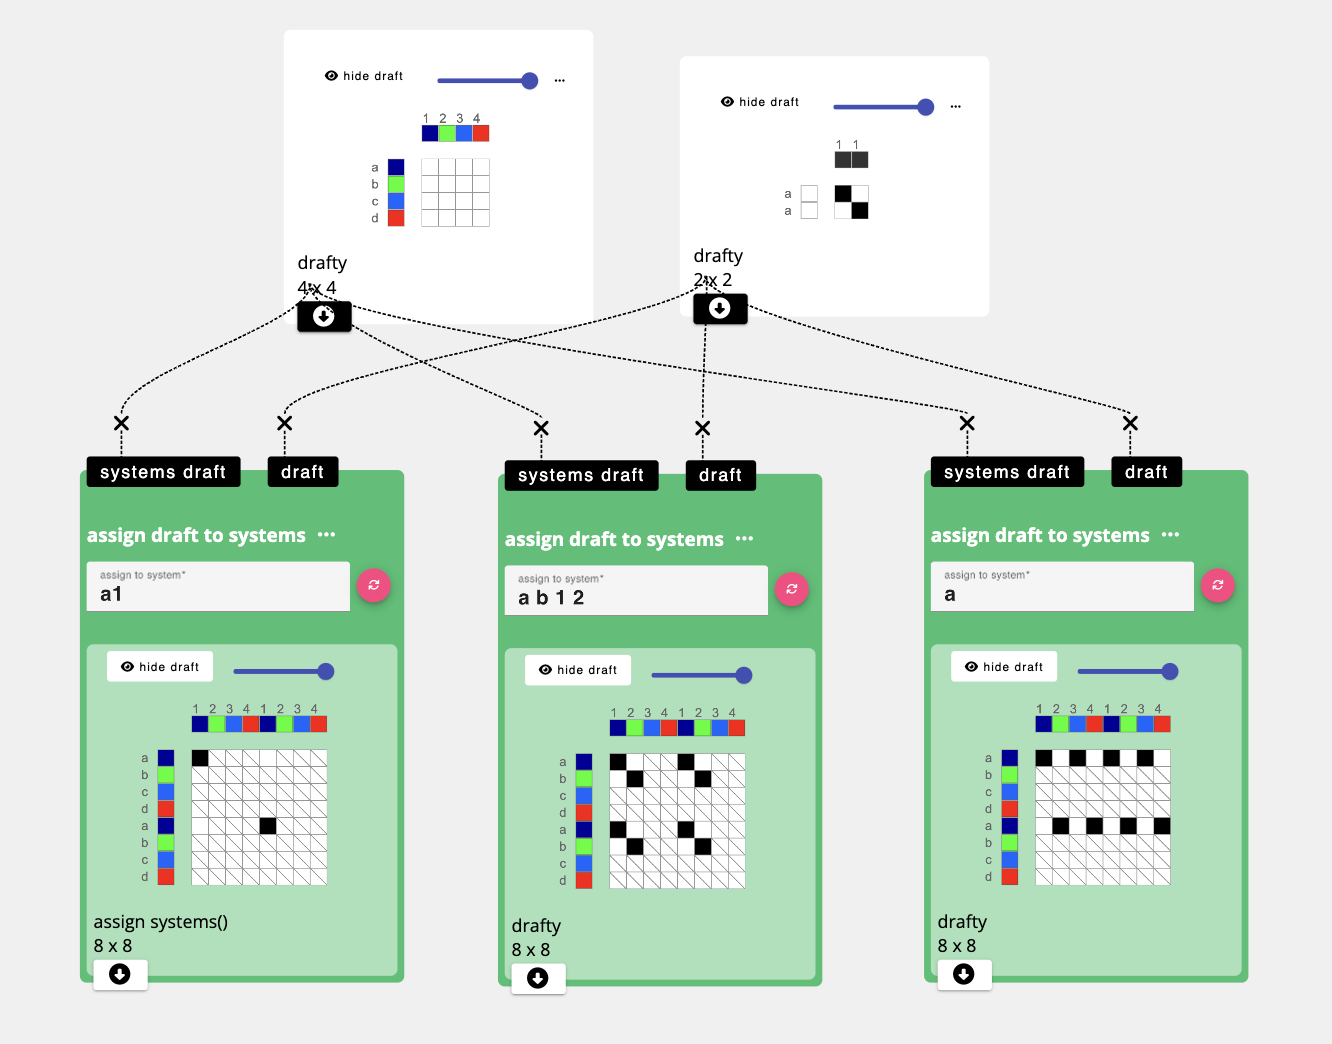 hide draft ...
1 2 3 4
a
b
c
d
drafty
4 x 4
hide draft ...
1 1
a
a
drafty
2 x 2
systems draft draft
assign draft to systems ...
assign to system*
a1
hide draft
1 2 3 4 1 2 3 4
a
b
c
d
a
b
c
d
assign systems()
8 x 8
systems draft draft
assign draft to systems ...
assign to system*
a b 1 2
hide draft
1 2 3 4 1 2 3 4
a
b
c
d
a
b
c
d
drafty
8 x 8
systems draft draft
assign draft to systems ...
assign to system*
a
hide draft
1 2 3 4 1 2 3 4
a
b
c
d
a
b
c
d
drafty
8 x 8